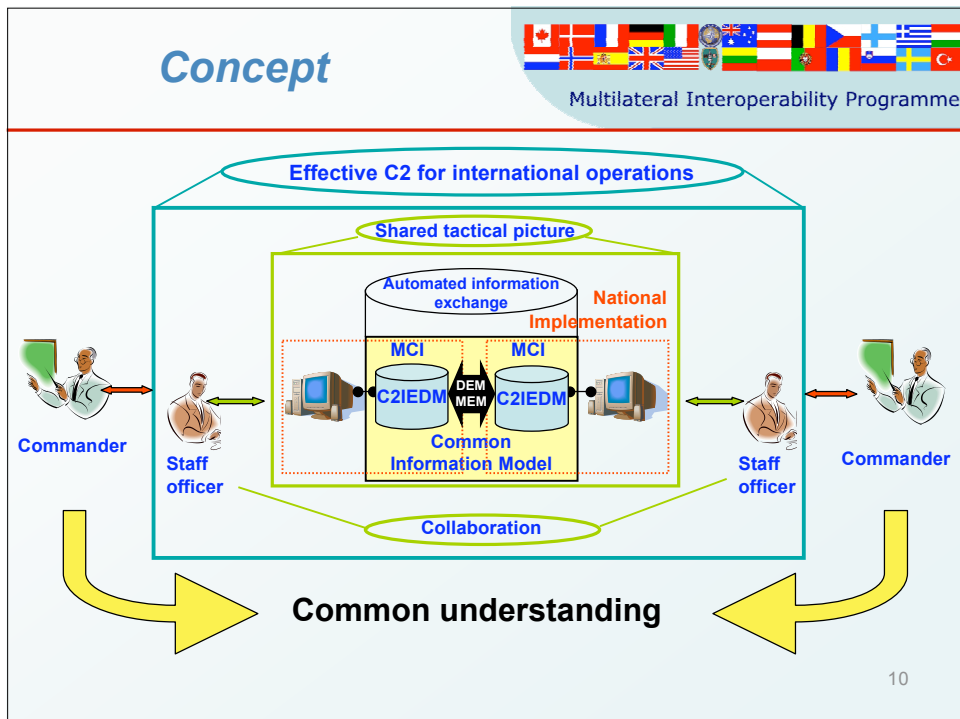 Concept
Multilateral Interoperability Programme
Effective C2 for international operations
Shared tactical picture
Automated information
exchange
National
Implementation
MCI
MCI
C2IEDM
DEM
MEM
C2IEDM
Common
Information Model
Commander
Staff
officer
Staff
officer
Commander
Collaboration
Common understanding
10